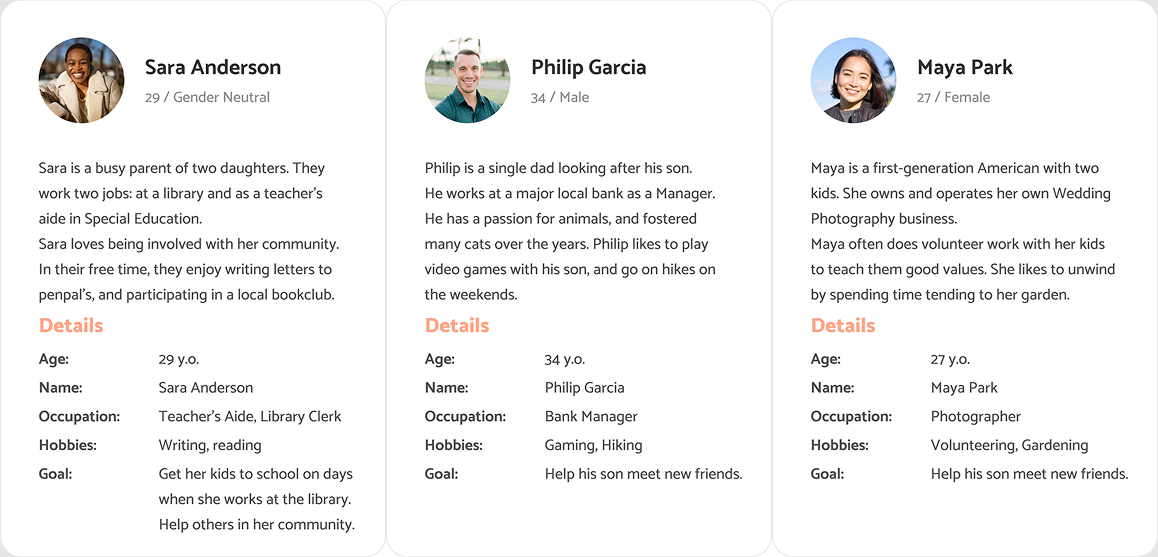 Sara Anderson
29 / Gender Neutral
Sara is a busy parent of two daughters. They
work two jobs: at a library and as a teacher's
aide in Special Education.
Sara loves being involved with her community.
In their free time, they enjoy writing letters to
penpal's, and participating in a local bookclub.
Details
Age: 29 y.o.
Name: Sara Anderson
Occupation: Teacher's Aide, Library Clerk
Hobbies: Writing, reading
Goal: Get her kids to school on days
when she works at the library.
Help others in her community.
Philip Garcia
34 / Male
Philip is a single dad looking after his son.
He works at a major local bank as a Manager.
He has a passion for animals, and fostered
many cats over the years. Philip likes to play
video games with his son, and go on hikes on
the weekends.
Details
Age: 34 y.o.
Name: Philip Garcia
Occupation: Bank Manager
Hobbies: Gaming, Hiking
Goal: Help his son meet new friends.
Maya Park
27 / Female
Maya is a first-generation American with two
kids. She owns and operates her own Wedding
Photography business.
Maya often does volunteer work with her kids
to teach them good values. She likes to unwind
by spending time tending to her garden.
Details
Age: 27 y.o.
Name: Maya Park
Occupation: Photographer
Hobbies: Volunteering, Gardening
Goal: Help his son meet new friends.